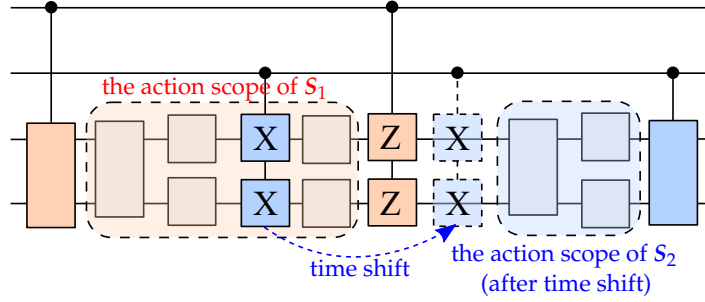 the action scope of S₁
X Z X
X Z X
time shift
the action scope of S₂
(after time shift)